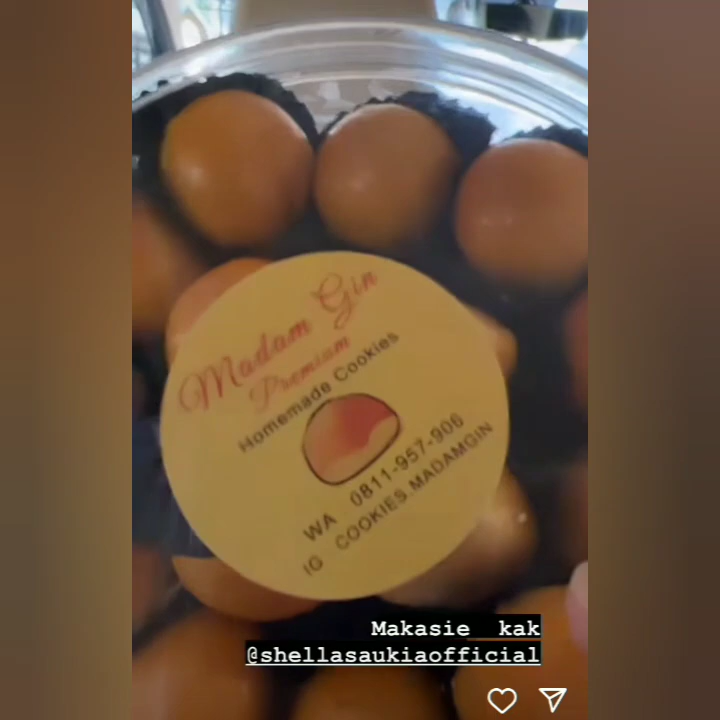 Madam Gin
Premium
Homemade Cookies
WA 0811-957-906
IG COOKIES.MADAMGIN
Makasie kak
@shellasaukiaofficial